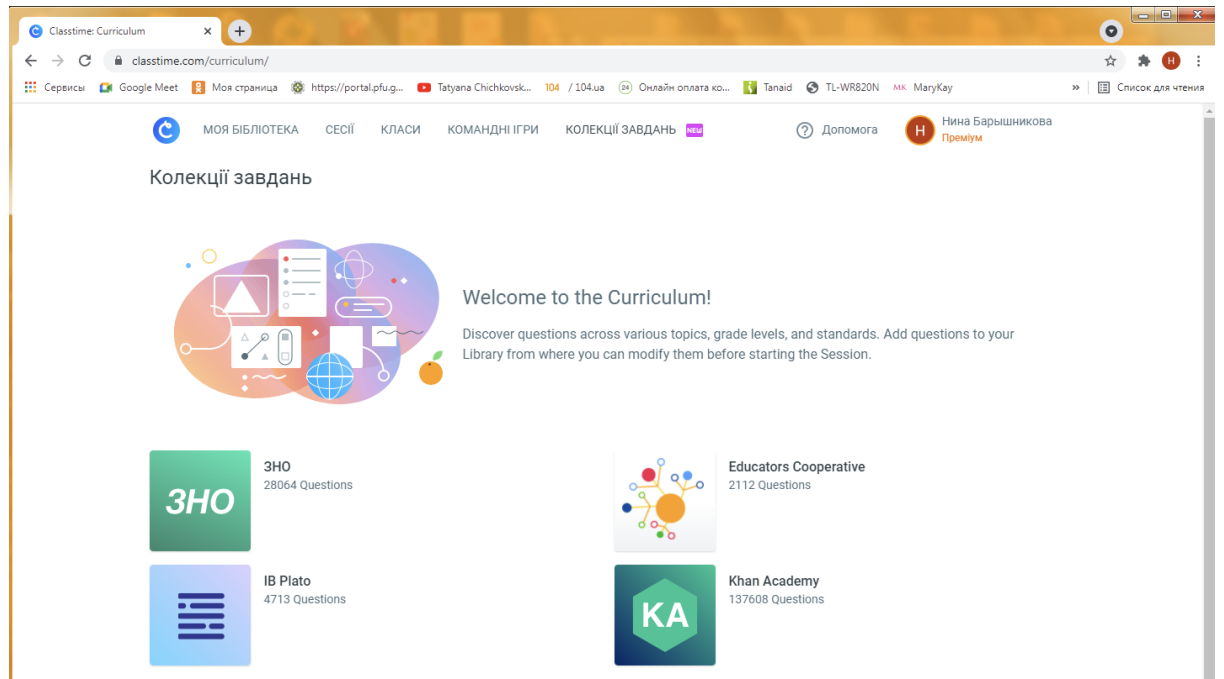 Classtime: Curriculum
classtime.com/curriculum/
Н
Сервисы Google Meet Моя страница https://portal.pfu.g... Tatyana Chichkovsk... 104 / 104.ua 24 Онлайн оплата ко... Tanaid TL-WR820N MK MaryKay » Список для чтения
МОЯ БІБЛІОТЕКА СЕСІЇ КЛАСИ КОМАНДНІ ІГРИ КОЛЕКЦІЇ ЗАВДАНЬ NEW Допомога Н Нина Барышникова
Преміум
Колекції завдань
Welcome to the Curriculum!
Discover questions across various topics, grade levels, and standards. Add questions to your
Library from where you can modify them before starting the Session.
ЗНО
ЗНО
28064 Questions
Educators Cooperative
2112 Questions
IB Plato
4713 Questions
KA
Khan Academy
137608 Questions